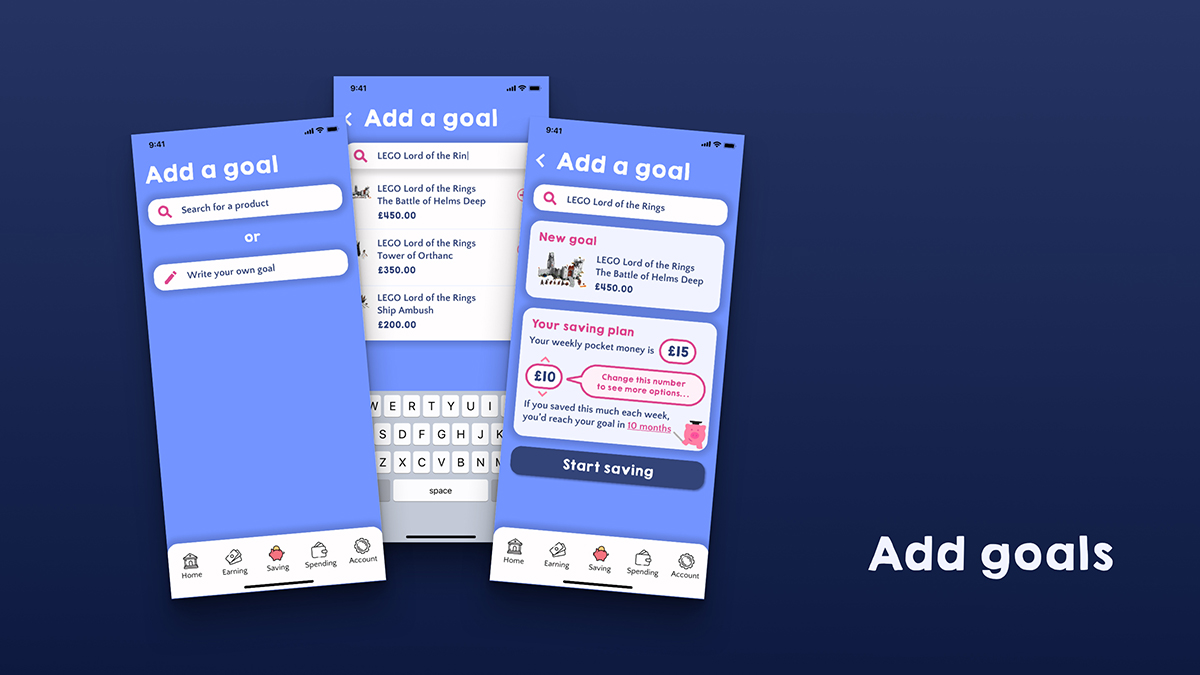 9:41
Add a goal
Search for a product
or
Write your own goal
Home
Earning
Saving
Spending
Account
9:41
Add a goal
LEGO Lord of the Rin
LEGO Lord of the Rings
The Battle of Helms Deep
£450.00
LEGO Lord of the Rings
Tower of Orthanc
£350.00
LEGO Lord of the Rings
Ship Ambush
£200.00
W E R T Y U I
S D F G H J K
Z X C V B N M
space
9:41
Add a goal
LEGO Lord of the Rings
New goal
LEGO Lord of the Rings
The Battle of Helms Deep
£450.00
Your saving plan
Your weekly pocket money is £15
£10
Change this number
to see more options...
If you saved this much each week,
you'd reach your goal in 10 months
Start saving
Home
Earning
Saving
Spending
Account
Add goals